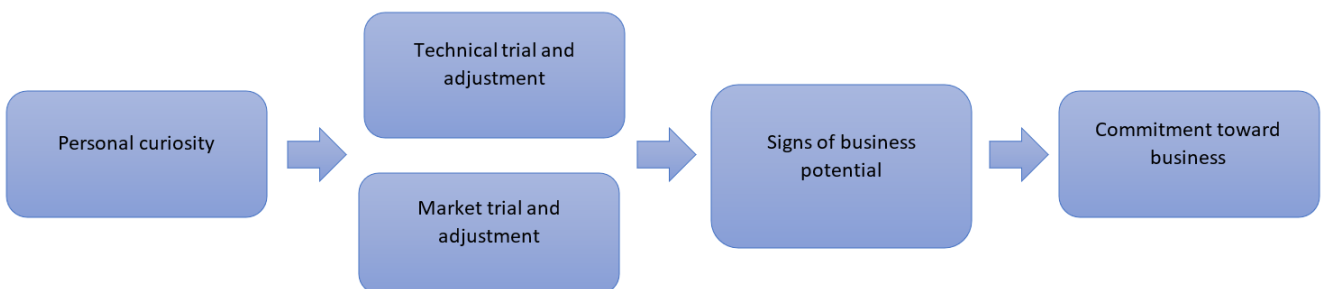 Personal curiosity
Technical trial and
adjustment
Market trial and
adjustment
Signs of business
potential
Commitment toward
business